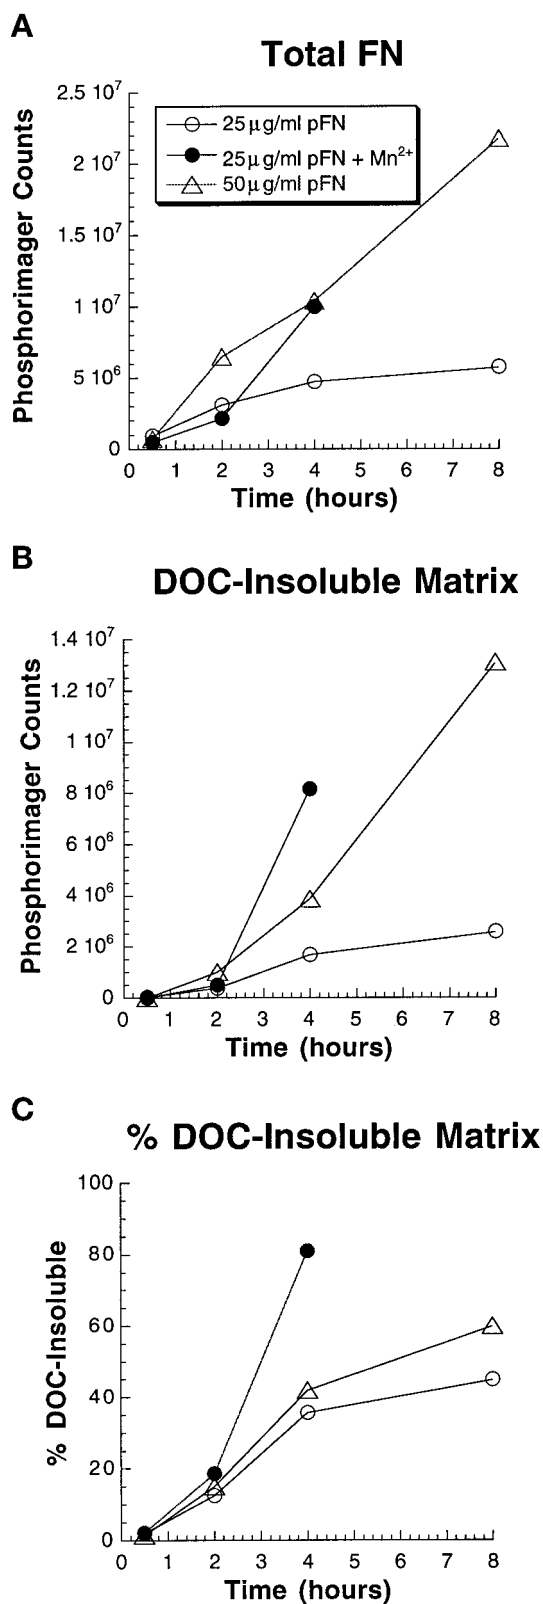 A
Total FN
2.5 10⁷
2 10⁷
1.5 10⁷
1 10⁷
5 10⁶
0
Phosphorimager Counts
25 µg/ml pFN
25 µg/ml pFN + Mn²⁺
50 µg/ml pFN
0 1 2 3 4 5 6 7 8
Time (hours)
B
DOC-Insoluble Matrix
1.4 10⁷
1.2 10⁷
1 10⁷
8 10⁶
6 10⁶
4 10⁶
2 10⁶
0
Phosphorimager Counts
0 1 2 3 4 5 6 7 8
Time (hours)
C
% DOC-Insoluble Matrix
100
80
60
40
20
0
% DOC-Insoluble
0 1 2 3 4 5 6 7 8
Time (hours)